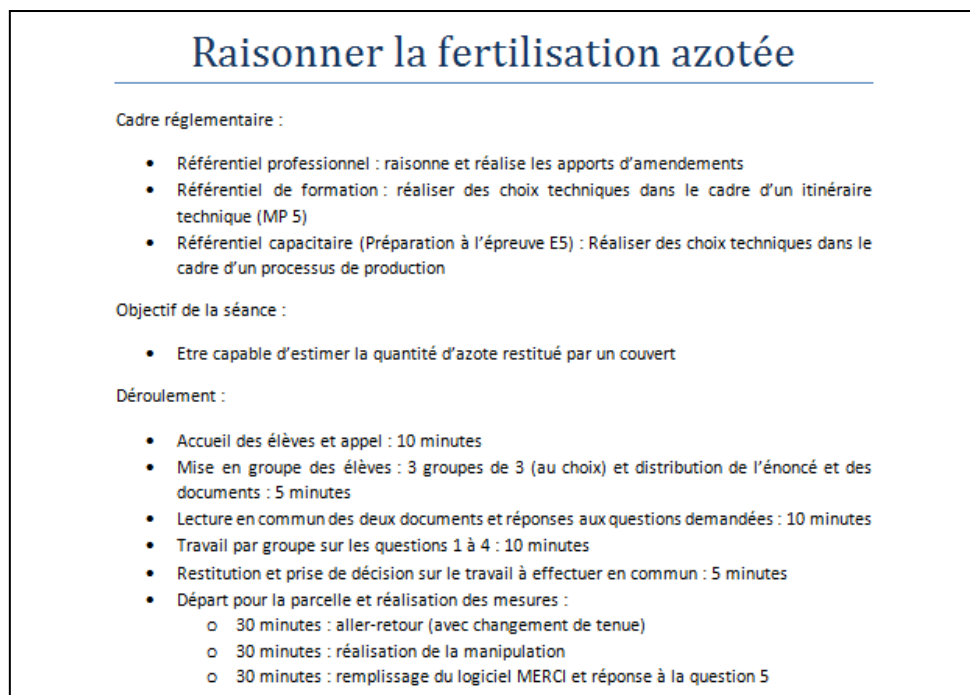 Raisonner la fertilisation azotée
Cadre réglementaire :
• Référentiel professionnel : raisonne et réalise les apports d'amendements
• Référentiel de formation : réaliser des choix techniques dans le cadre d'un itinéraire
technique (MP 5)
• Référentiel capacitaire (Préparation à l'épreuve E5) : Réaliser des choix techniques dans le
cadre d'un processus de production
Objectif de la séance :
• Etre capable d'estimer la quantité d'azote restitué par un couvert
Déroulement :
• Accueil des élèves et appel : 10 minutes
• Mise en groupe des élèves : 3 groupes de 3 (au choix) et distribution de l'énoncé et des
documents : 5 minutes
• Lecture en commun des deux documents et réponses aux questions demandées : 10 minutes
• Travail par groupe sur les questions 1 à 4 : 10 minutes
• Restitution et prise de décision sur le travail à effectuer en commun : 5 minutes
• Départ pour la parcelle et réalisation des mesures :
o 30 minutes : aller-retour (avec changement de tenue)
o 30 minutes : réalisation de la manipulation
o 30 minutes : remplissage du logiciel MERCI et réponse à la question 5